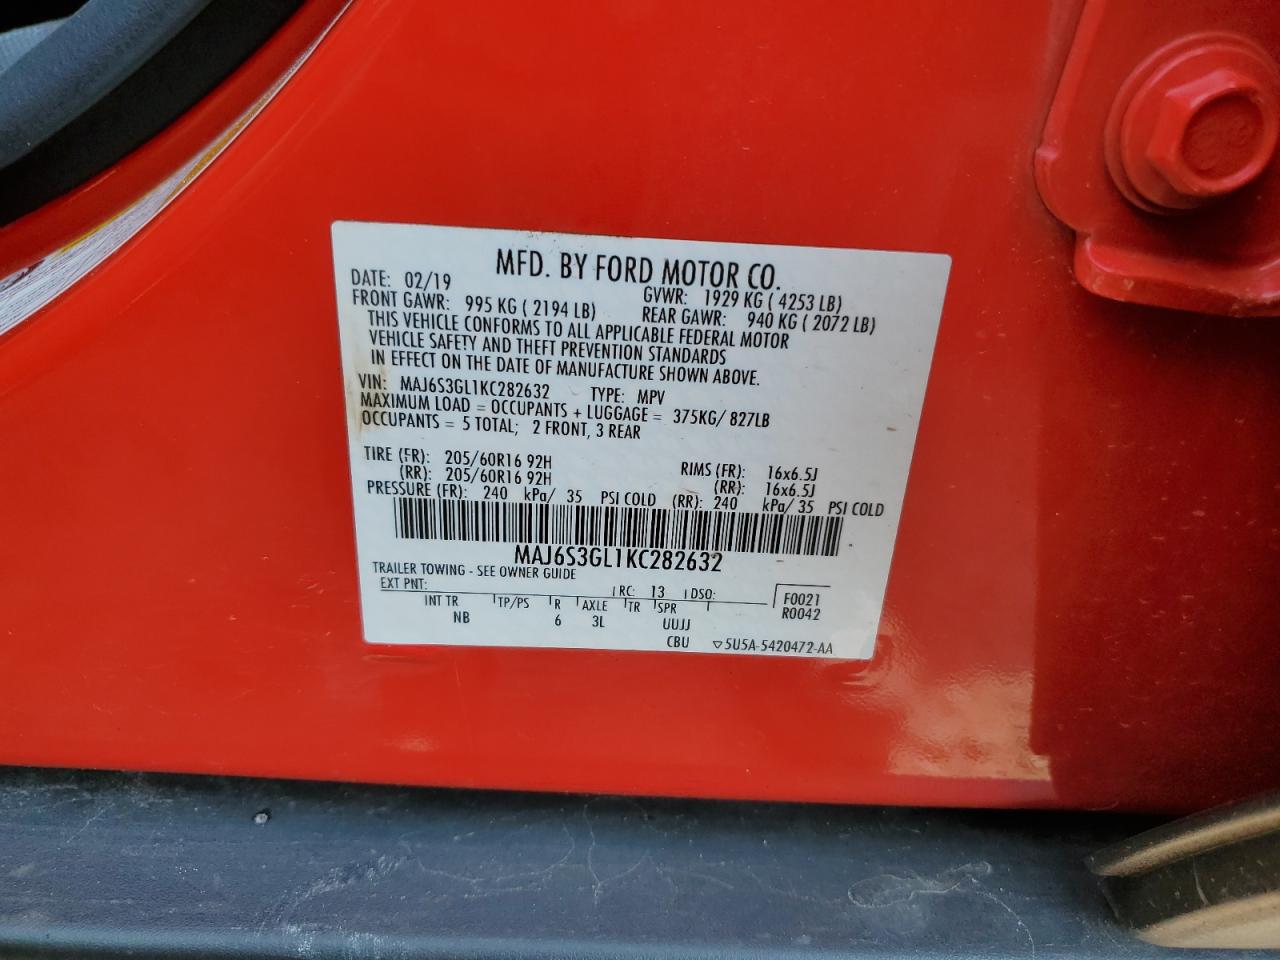 MFD. BY FORD MOTOR CO.
DATE: 02/19 GVWR: 1929 KG ( 4253 LB)
FRONT GAWR: 995 KG ( 2194 LB) REAR GAWR: 940 KG ( 2072 LB)
THIS VEHICLE CONFORMS TO ALL APPLICABLE FEDERAL MOTOR
VEHICLE SAFETY AND THEFT PREVENTION STANDARDS
IN EFFECT ON THE DATE OF MANUFACTURE SHOWN ABOVE.
VIN: MAJ6S3GL1KC282632 TYPE: MPV
MAXIMUM LOAD = OCCUPANTS + LUGGAGE = 375KG/ 827LB
OCCUPANTS = 5 TOTAL; 2 FRONT, 3 REAR
TIRE (FR): 205/60R16 92H RIMS (FR): 16x6.5J
(RR): 205/60R16 92H (RR): 16x6.5J
PRESSURE (FR): 240 kPa/ 35 PSI COLD (RR): 240 kPa/ 35 PSI COLD
MAJ6S3GL1KC282632
TRAILER TOWING - SEE OWNER GUIDE
EXT PNT: RC: 13 DSO: F0021
R0042
INT TR TP/PS R AXLE TR SPR
NB 6 3L UUJJ
CBU 5U5A-5420472-AA